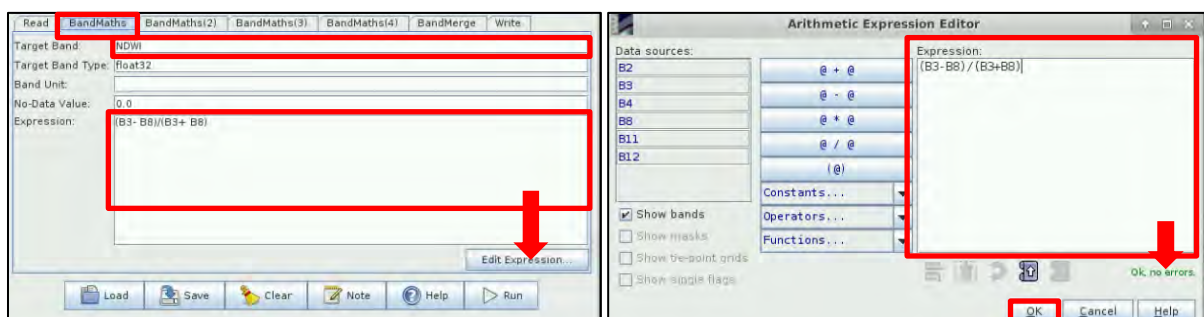 Read BandMaths BandMaths(2) BandMaths(3) BandMaths(4) BandMerge Write
Target Band: NDWI
Target Band Type: float32
Band Unit:
No-Data Value: 0.0
Expression: (B3- B8)/(B3+ B8)
Edit Expression...
Load Save Clear Note Help Run
Arithmetic Expression Editor
Data sources:
B2
B3
B4
B8
B11
B12
Show bands
Show masks
Show tie-point grids
Show single flags
@ + @
@ - @
@ * @
@ / @
(@)
Constants...
Operators...
Functions...
Expression:
(B3-B8)/(B3+B8)
Ok, no errors.
OK Cancel Help